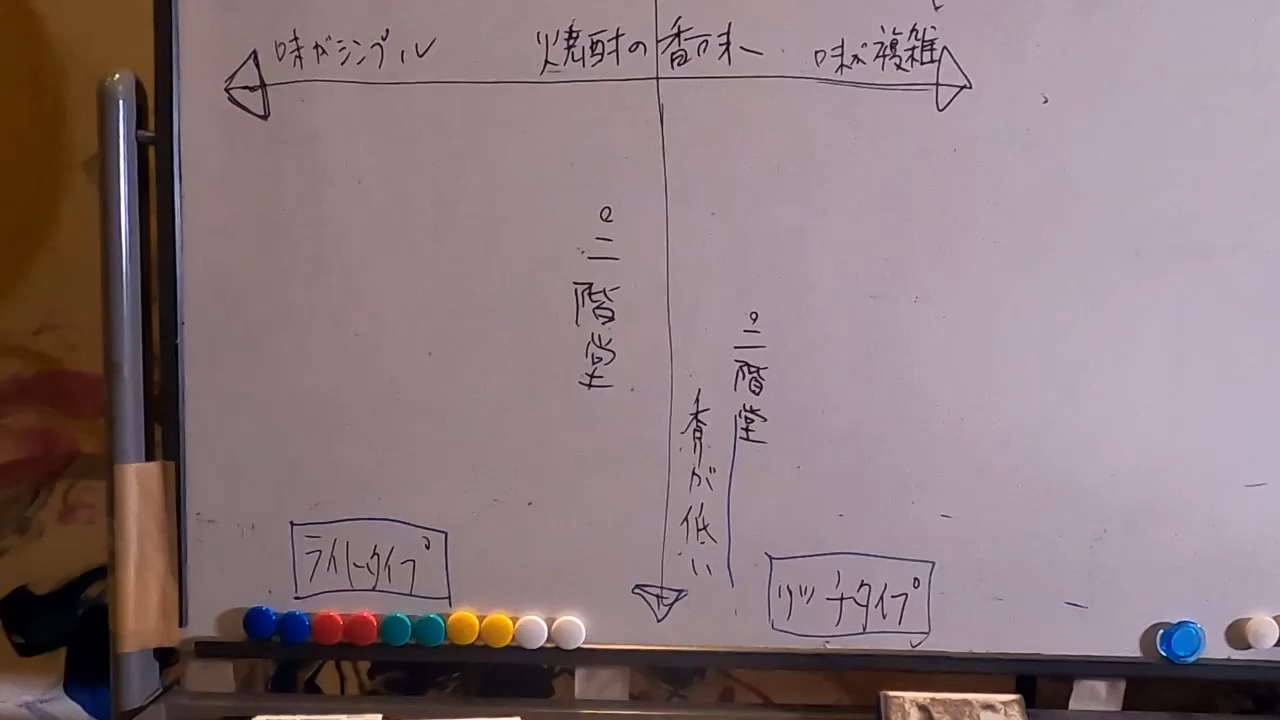 味がシンプル
焼酎の香味
味が複雑
二階堂
二階堂
香が低い
ライトタイプ
リッチタイプ